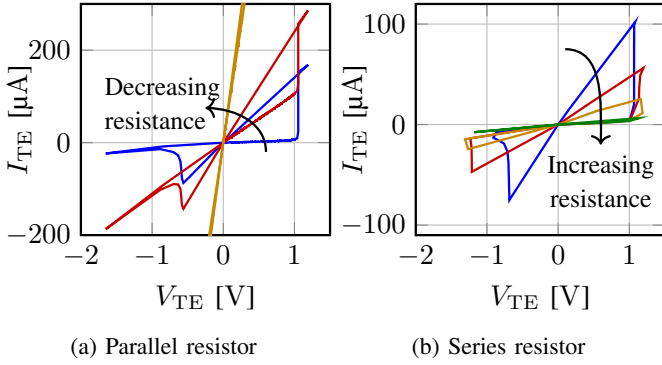 200
0
−200
−2
−1
0
1
Decreasing
resistance
I_TE [µA]
V_TE [V]
(a) Parallel resistor
100
0
−100
−2
−1
0
1
Increasing
resistance
I_TE [µA]
V_TE [V]
(b) Series resistor